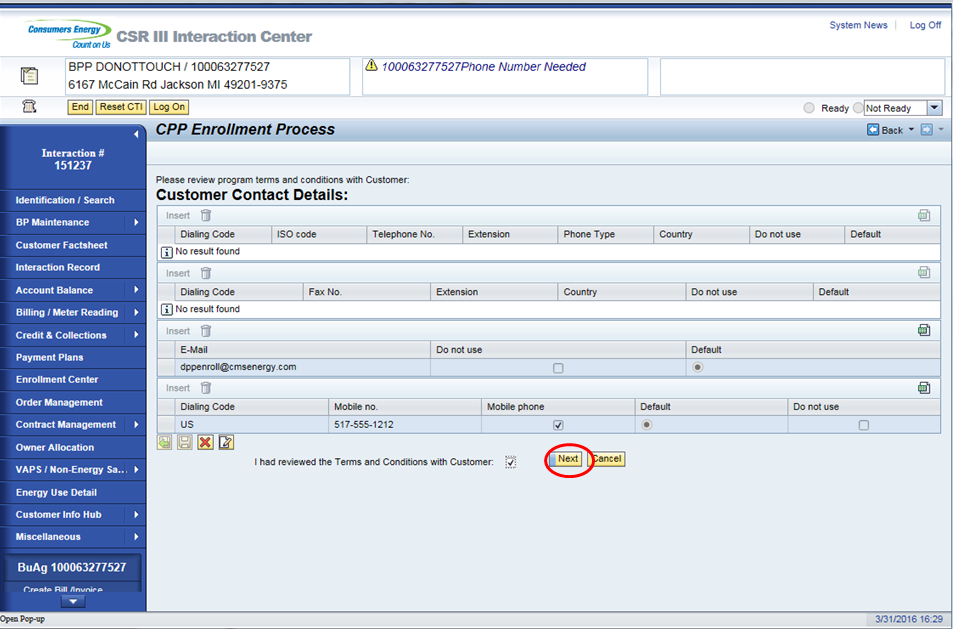 Consumers Energy
Count on Us
CSR III Interaction Center
System News Log Off
BPP DONOTTOUCH / 100063277527
6167 McCain Rd Jackson MI 49201-9375
100063277527Phone Number Needed
End Reset CTI Log On
Ready Not Ready
Interaction #
151237
Identification / Search
BP Maintenance
Customer Factsheet
Interaction Record
Account Balance
Billing / Meter Reading
Credit & Collections
Payment Plans
Enrollment Center
Order Management
Contract Management
Owner Allocation
VAPS / Non-Energy Sa...
Energy Use Detail
Customer Info Hub
Miscellaneous
BuAg 100063277527
Create Bill /Invoice
CPP Enrollment Process
Back
Please review program terms and conditions with Customer:
Customer Contact Details:
Insert
Dialing Code ISO code Telephone No. Extension Phone Type Country Do not use Default
No result found
Insert
Dialing Code Fax No. Extension Country Do not use Default
No result found
Insert
E-Mail Do not use Default
dppenroll@cmsenergy.com
Insert
Dialing Code Mobile no. Mobile phone Default Do not use
US 517-555-1212
I had reviewed the Terms and Conditions with Customer: Next Cancel
Open Pop-up
3/31/2016 16:29